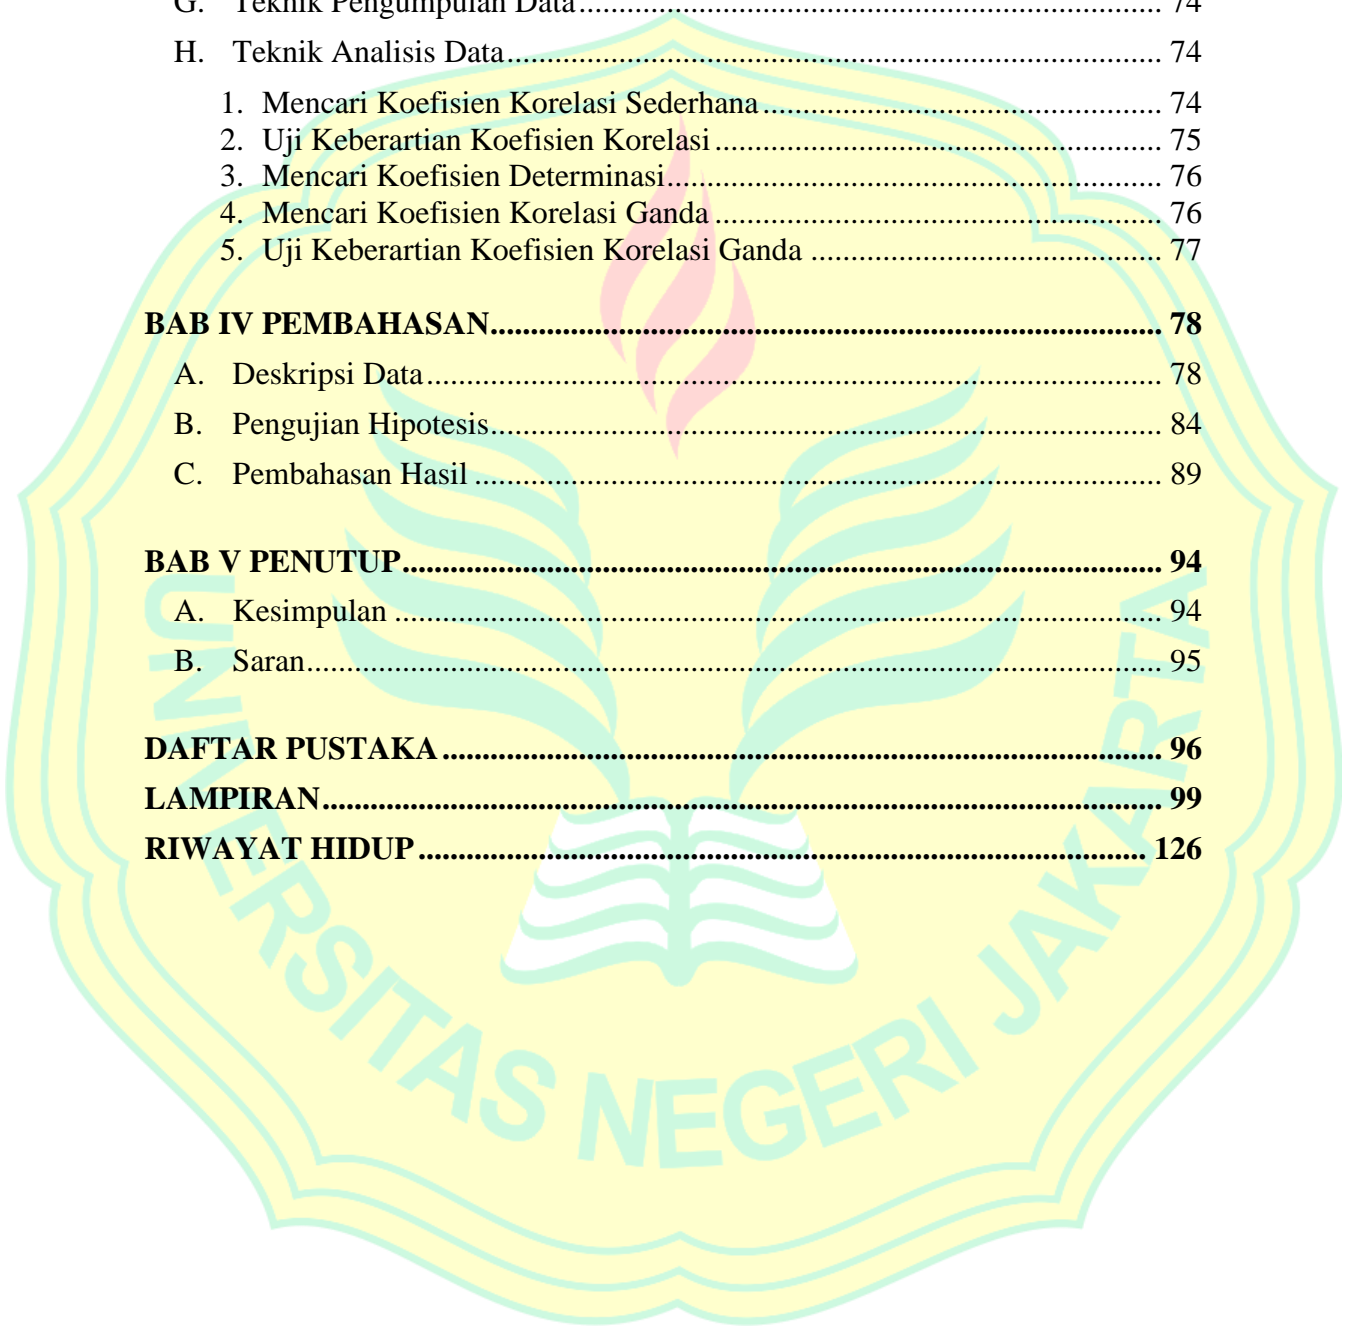 G. Teknik Pengumpulan Data.......................................................................... 74
H. Teknik Analisis Data................................................................................... 74
1. Mencari Koefisien Korelasi Sederhana.................................................. 74
2. Uji Keberartian Koefisien Korelasi........................................................ 75
3. Mencari Koefisien Determinasi.............................................................. 76
4. Mencari Koefisien Korelasi Ganda........................................................ 76
5. Uji Keberartian Koefisien Korelasi Ganda ............................................ 77
BAB IV PEMBAHASAN.................................................................................... 78
A. Deskripsi Data............................................................................................. 78
B. Pengujian Hipotesis..................................................................................... 84
C. Pembahasan Hasil....................................................................................... 89
BAB V PENUTUP............................................................................................... 94
A. Kesimpulan ................................................................................................. 94
B. Saran............................................................................................................ 95
DAFTAR PUSTAKA.......................................................................................... 96
LAMPIRAN......................................................................................................... 99
RIWAYAT HIDUP........................................................................................... 126
UNIVERSITAS NEGERI JAKARTA